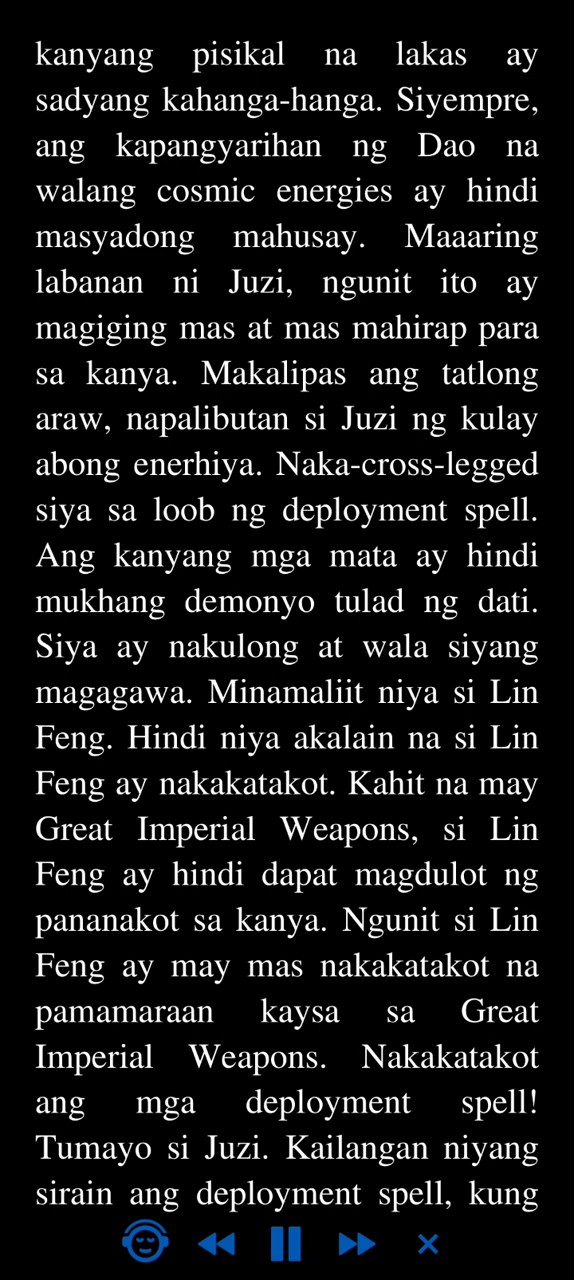 kanyang pisikal na lakas ay
sadyang kahanga-hanga. Siyempre,
ang kapangyarihan ng Dao na
walang cosmic energies ay hindi
masyadong mahusay. Maaaring
labanan ni Juzi, ngunit ito ay
magiging mas at mas mahirap para
sa kanya. Makalipas ang tatlong
araw, napalibutan si Juzi ng kulay
abong enerhiya. Naka-cross-legged
siya sa loob ng deployment spell.
Ang kanyang mga mata ay hindi
mukhang demonyo tulad ng dati.
Siya ay nakulong at wala siyang
magagawa. Minamaliit niya si Lin
Feng. Hindi niya akalain na si Lin
Feng ay nakakatakot. Kahit na may
Great Imperial Weapons, si Lin
Feng ay hindi dapat magdulot ng
pananakot sa kanya. Ngunit si Lin
Feng ay may mas nakakatakot na
pamamaraan kaysa sa Great
Imperial Weapons. Nakakatakot
ang mga deployment spell!
Tumayo si Juzi. Kailangan niyang
sirain ang deployment spell, kung